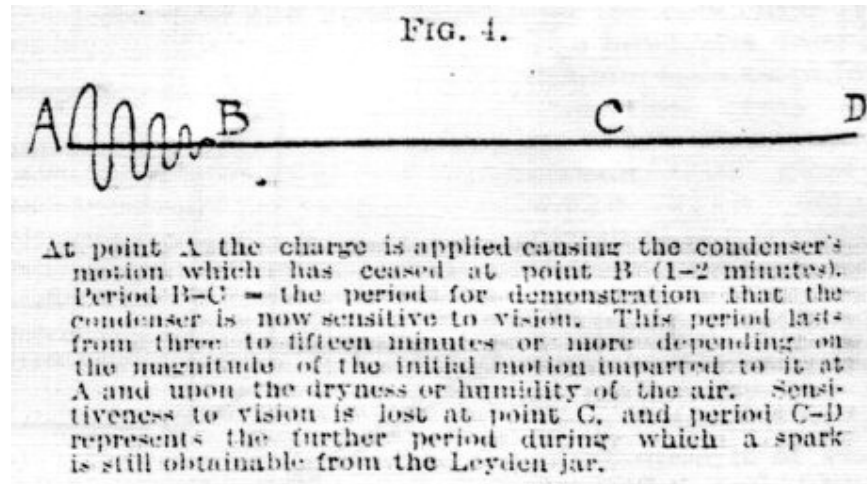 FIG. 4.
A B C D
At point A the charge is applied causing the condenser's
motion which has ceased at point B (1-2 minutes).
Period B-C = the period for demonstration that the
condenser is now sensitive to vision. This period lasts
from three to fifteen minutes or more depending on
the magnitude of the initial motion imparted to it at
A and upon the dryness or humidity of the air. Sensi-
tiveness to vision is lost at point C, and period C-D
represents the further period during which a spark
is still obtainable from the Leyden jar.